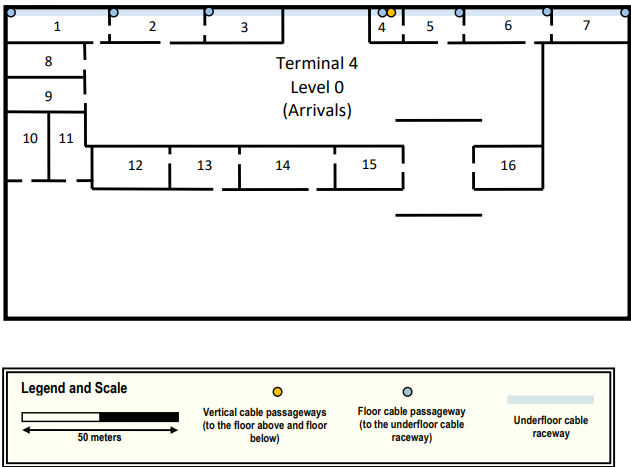 1 2 3 4 5 6 7
8
Terminal 4
Level 0
(Arrivals)
9
10 11
12 13 14 15 16
Legend and Scale
50 meters
Vertical cable passageways
(to the floor above and floor
below)
Floor cable passageway
(to the underfloor cable
raceway)
Underfloor cable
raceway